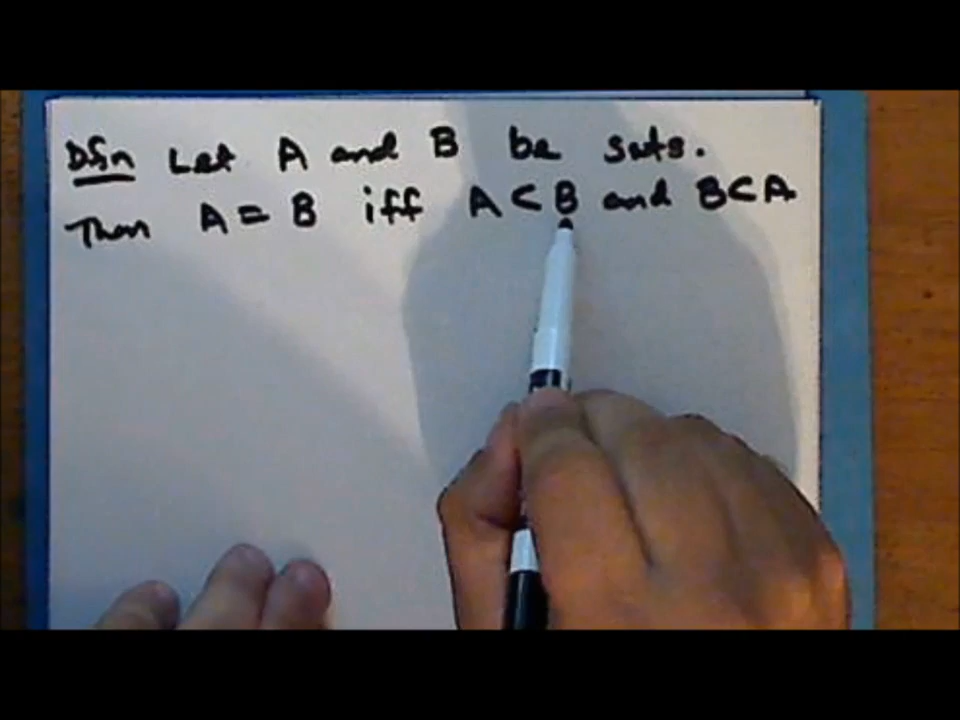 Dfn Let A and B be sets.
Then A = B iff A ⊂ B and B ⊂ A